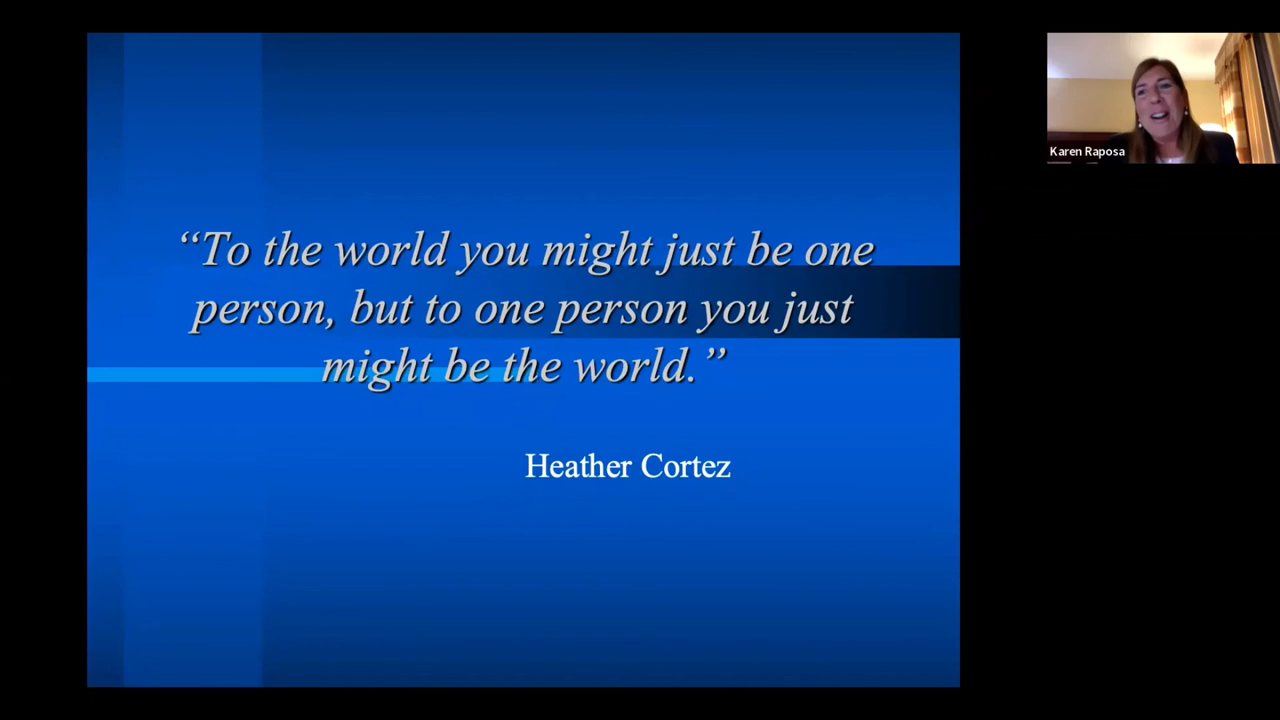 “To the world you might just be one
person, but to one person you just
might be the world.”
Heather Cortez
Karen Raposa